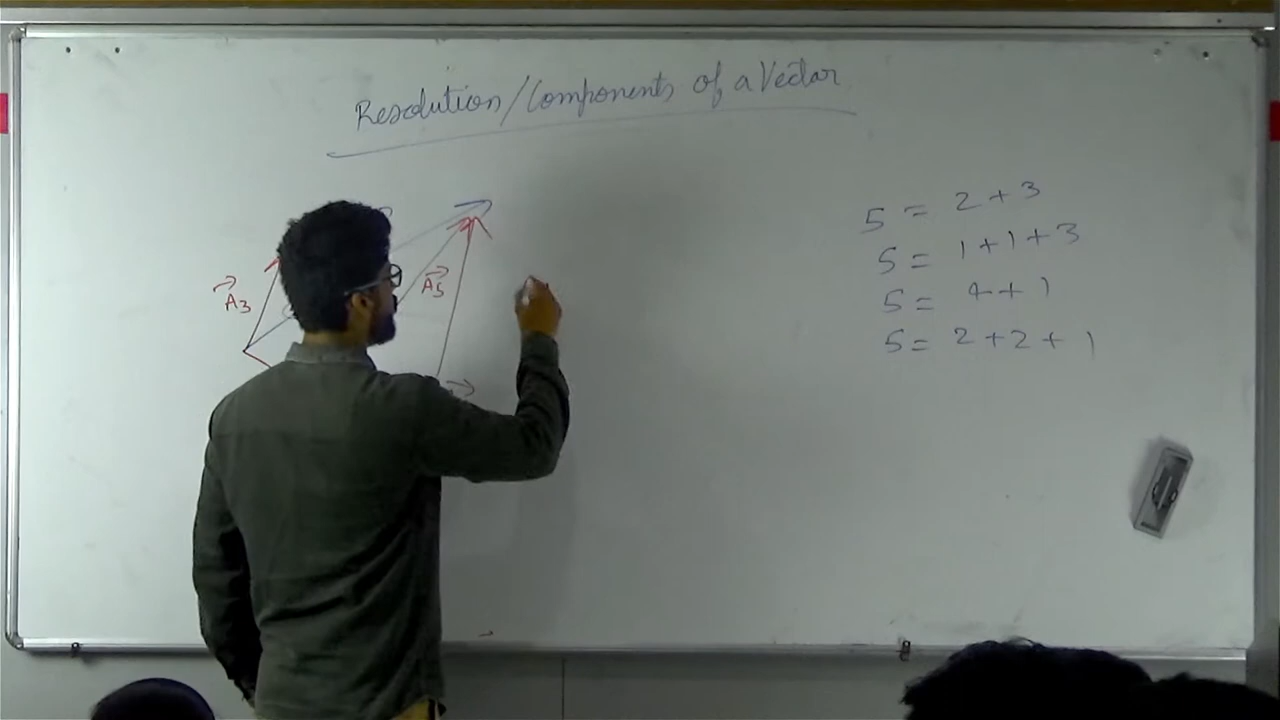 Resolution/Components of a Vector
A3
A5
5 = 2 + 3
5 = 1 + 1 + 3
5 = 4 + 1
5 = 2 + 2 + 1